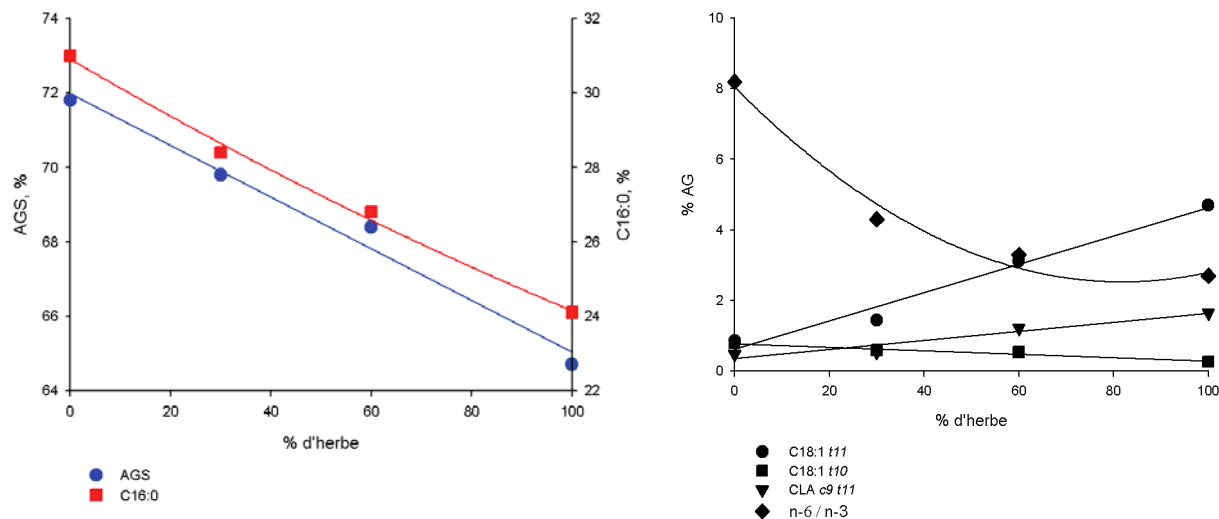 74
72
70
68
66
64
AGS, %
32
30
28
26
24
22
C16:0, %
0 20 40 60 80 100
% d'herbe
AGS
C16:0
10
8
6
4
2
0
% AG
0 20 40 60 80 100
% d'herbe
C18:1 t11
C18:1 t10
CLA c9 t11
n-6 / n-3